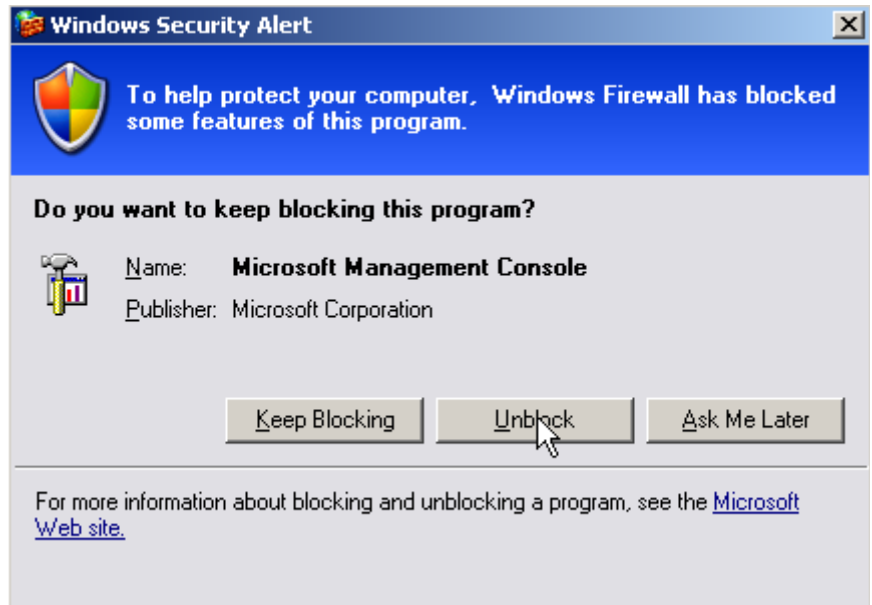 Windows Security Alert
To help protect your computer, Windows Firewall has blocked
some features of this program.
Do you want to keep blocking this program?
Name: Microsoft Management Console
Publisher: Microsoft Corporation
Keep Blocking Unblock Ask Me Later
For more information about blocking and unblocking a program, see the Microsoft
Web site.